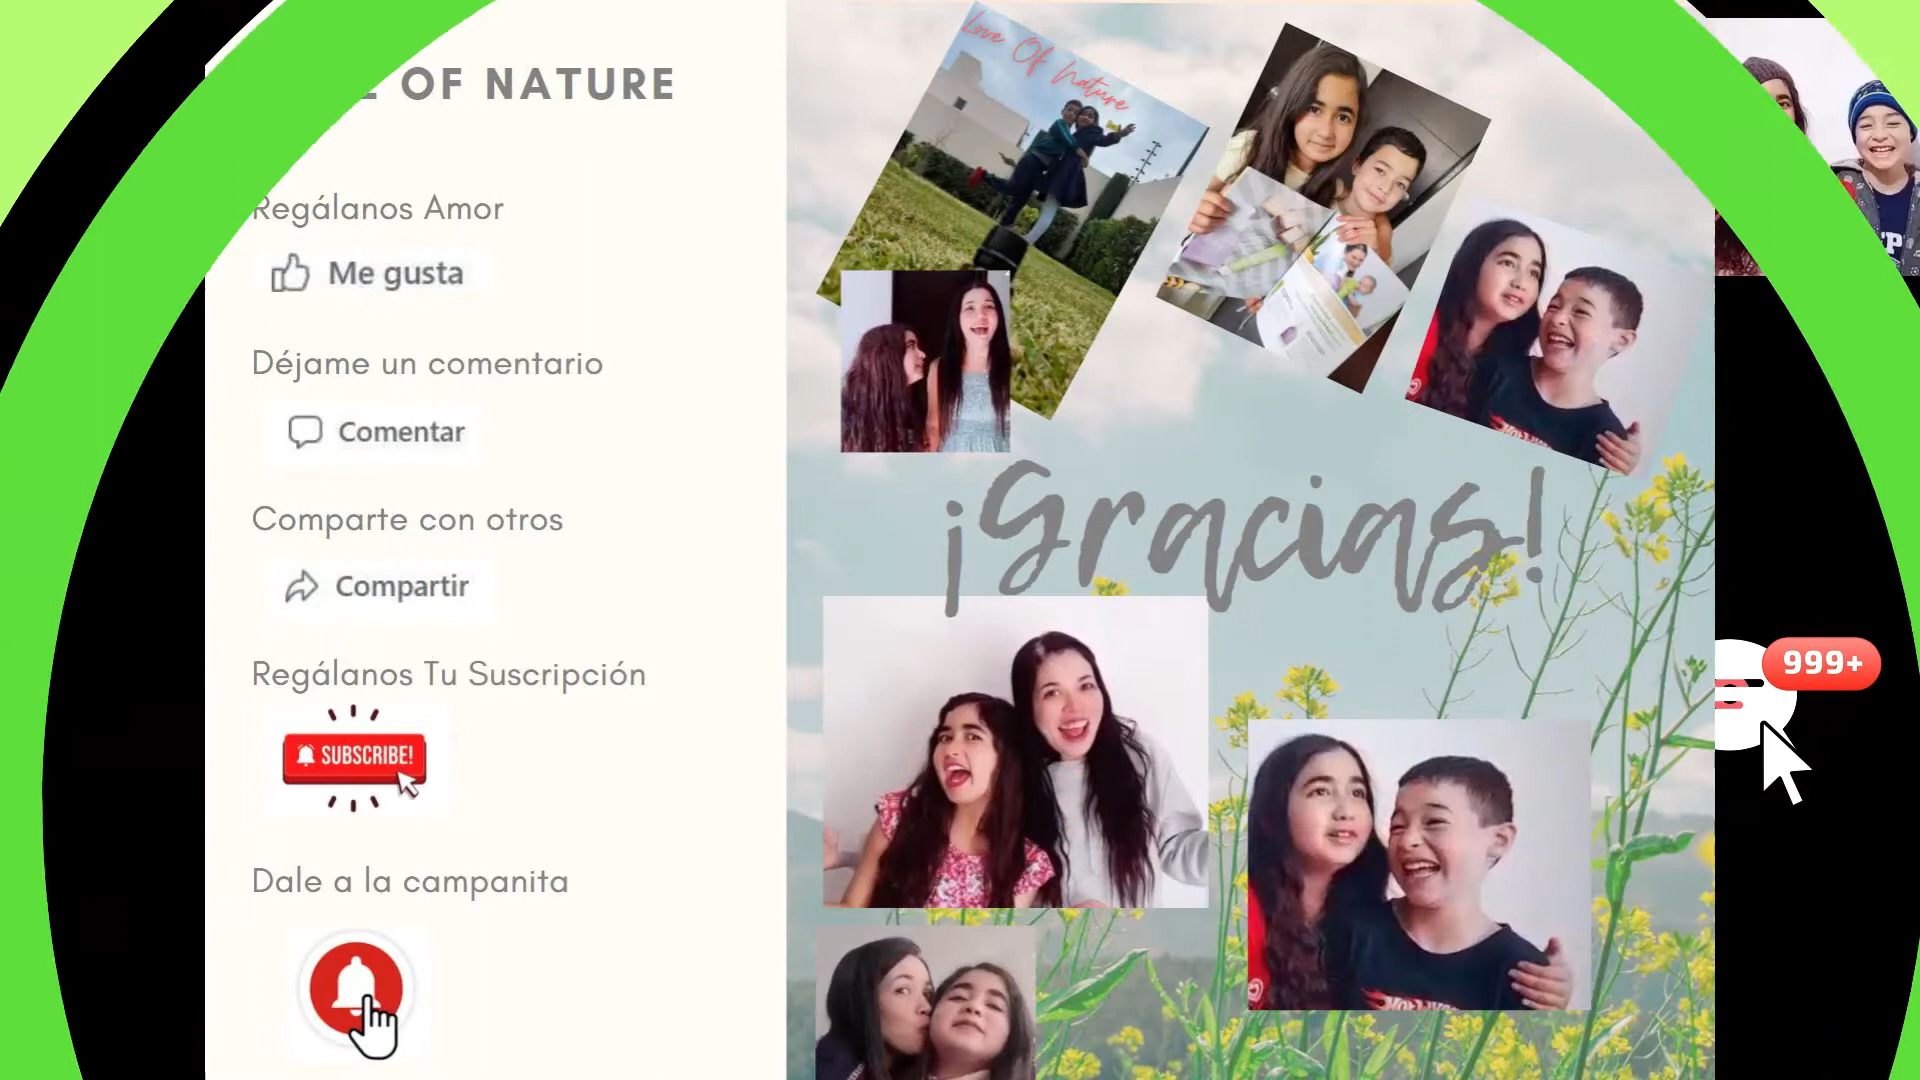 OF NATURE
Regálanos Amor
Me gusta
Déjame un comentario
Comentar
Comparte con otros
Compartir
Regálanos Tu Suscripción
SUBSCRIBE!
Dale a la campanita
Love Of Nature
¡Gracias!
999+